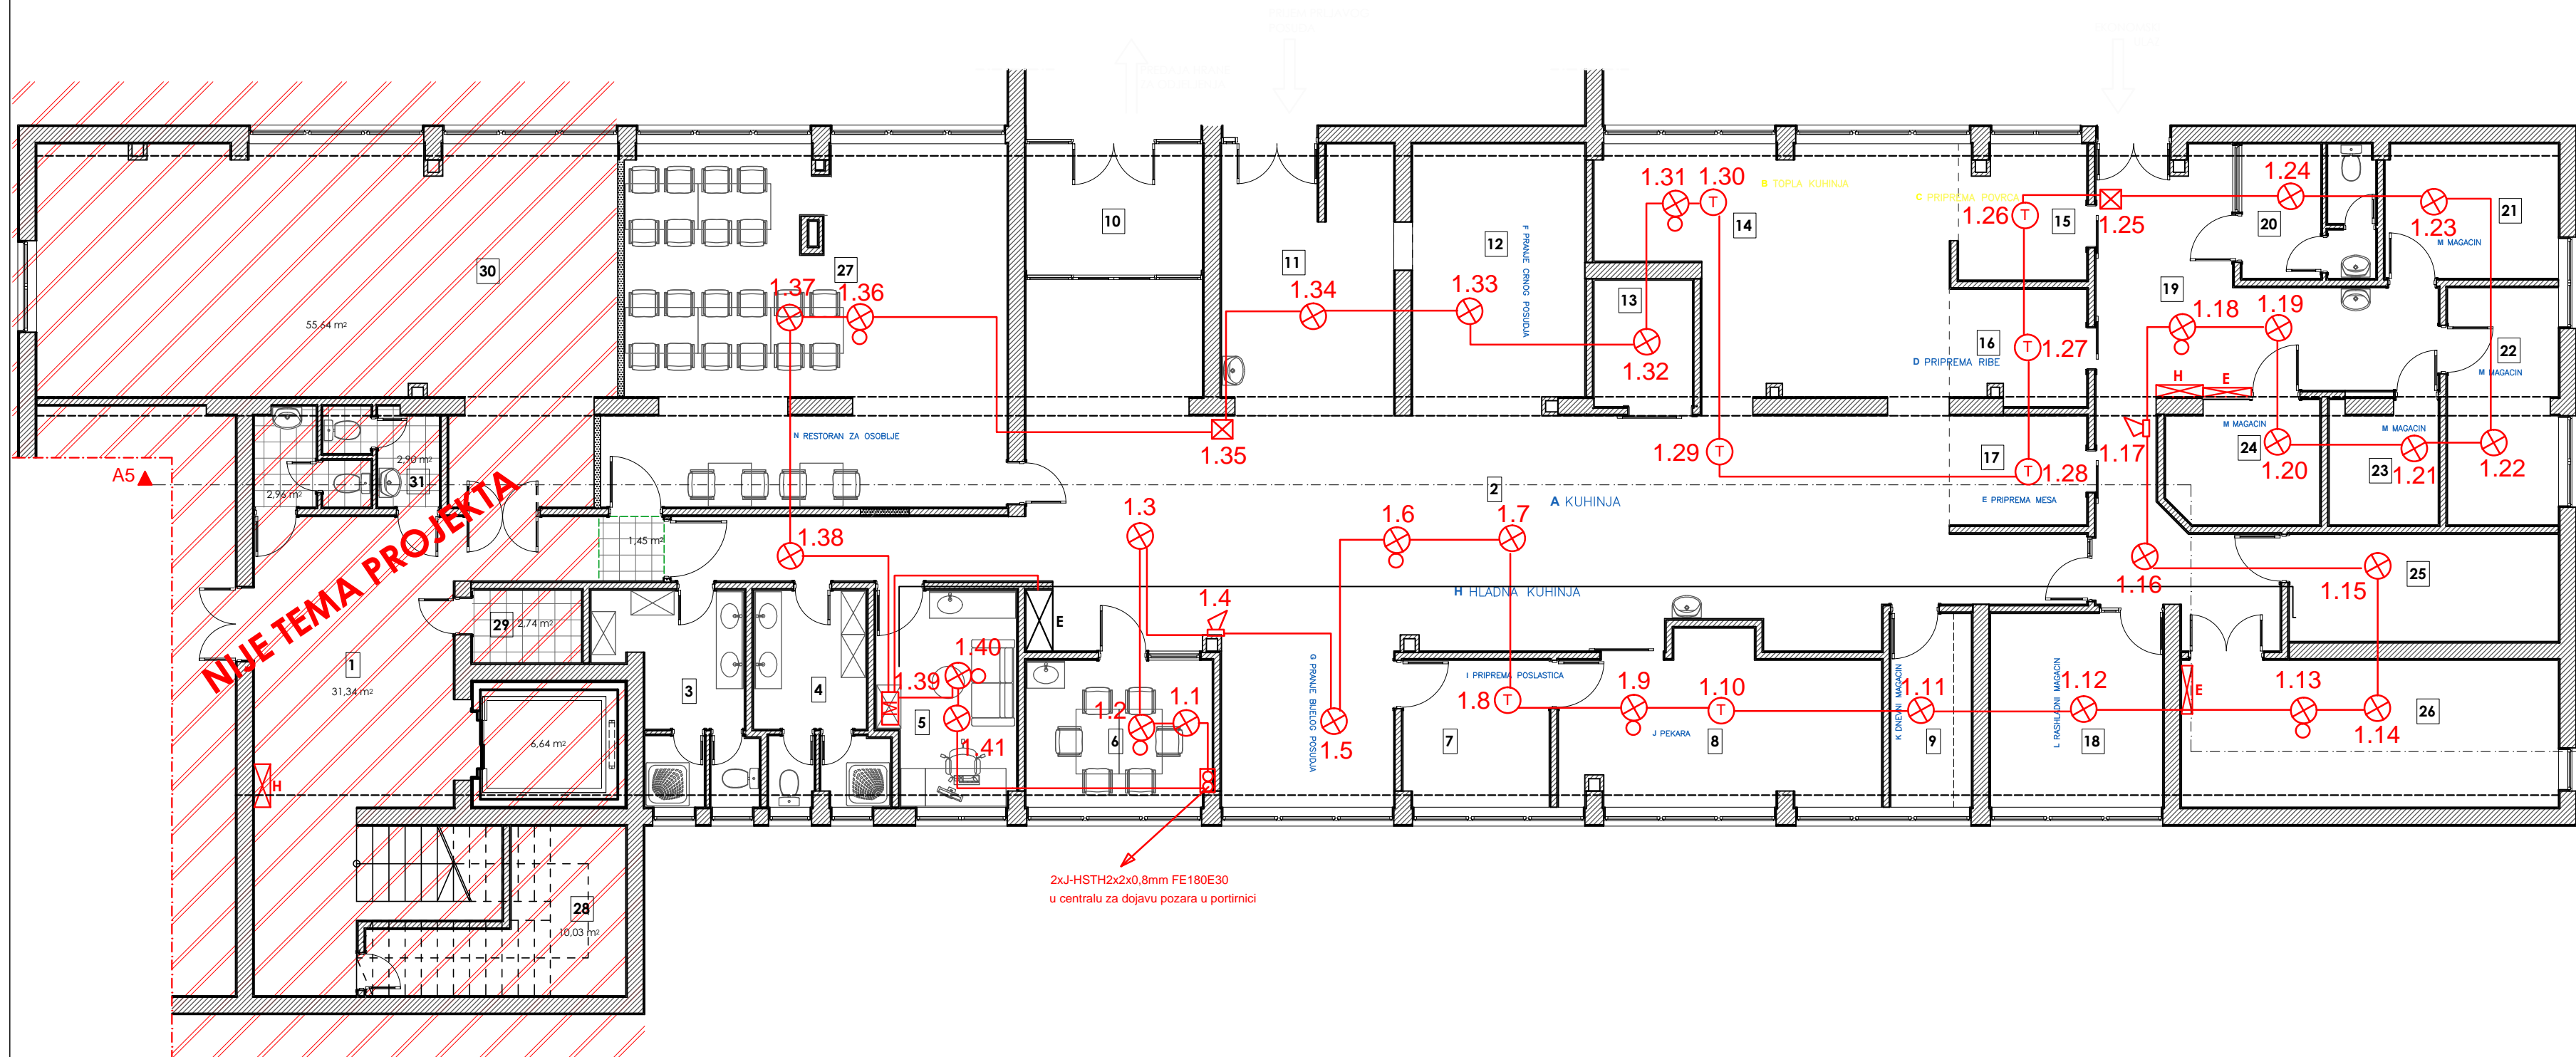 1.24
1.31
1.30
B TOPLA KUHINJA
C PRIPREMA POVRCA
1.26
15
1.25
20
1.23
21
M MAGACIN
10
14
F PRANJE CRNOG POSUDJA
12
11
27
30
19
1.37
1.36
1.34
1.33
13
1.18
1.19
55,64 m²
16
1.27
22
D PRIPREMA RIBE
1.32
M MAGACIN
H
E
N RESTORAN ZA OSOBLJE
1.35
1.29
1.17
M MAGACIN
M MAGACIN
24
1.20
23
1.21
1.22
2,90 m²
31
A5
2,96 m²
17
1.28
2
A KUHINJA
E PRIPREMA MESA
1.3
1.6
1.7
1,45 m²
1.38
1.16
1.15
25
NIJE TEMA PROJEKTA
H HLADNA KUHINJA
1.4
E
29
2,74 m²
1
31,34 m²
3
4
1.40
1.39
5
1.41
1.2
1.1
6
G PRANJE BIJELOG POSUDJA
1.5
I PRIPREMA POSLASTICA
1.8
7
1.9
1.10
J PEKARA
8
K DNEVNI MAGACIN
1.11
9
L RASHLADNI MAGACIN
1.12
18
E
1.13
1.14
26
6,64 m²
H
T
T
T
T
T
T
T
M
2xJ-HSTH2x2x0,8mm FE180E30
u centralu za dojavu pozara u portirnici
28
10,03 m²